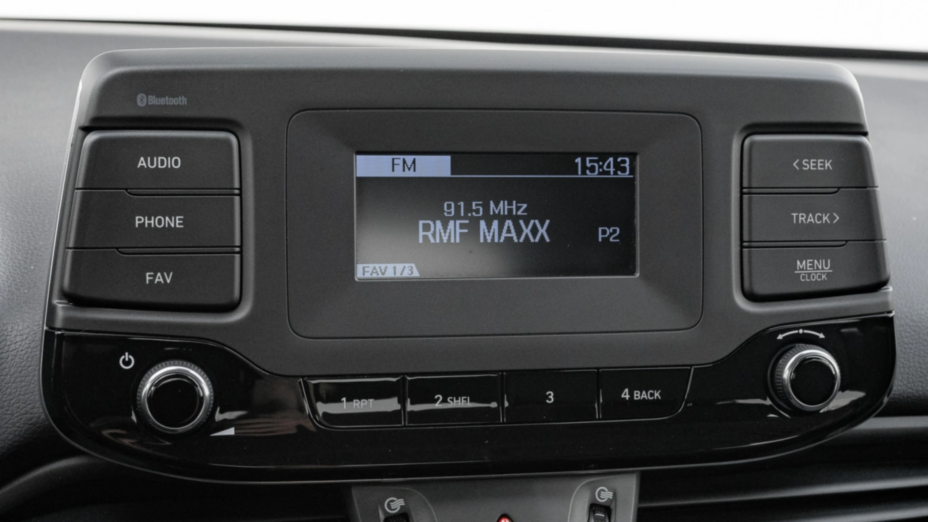 Bluetooth
AUDIO
PHONE
FAV
FM 15:43
91.5 MHz
RMF MAXX P2
FAV 1/3
< SEEK
TRACK >
MENU
CLOCK
1 RPT
2 SHFL
3
4 BACK